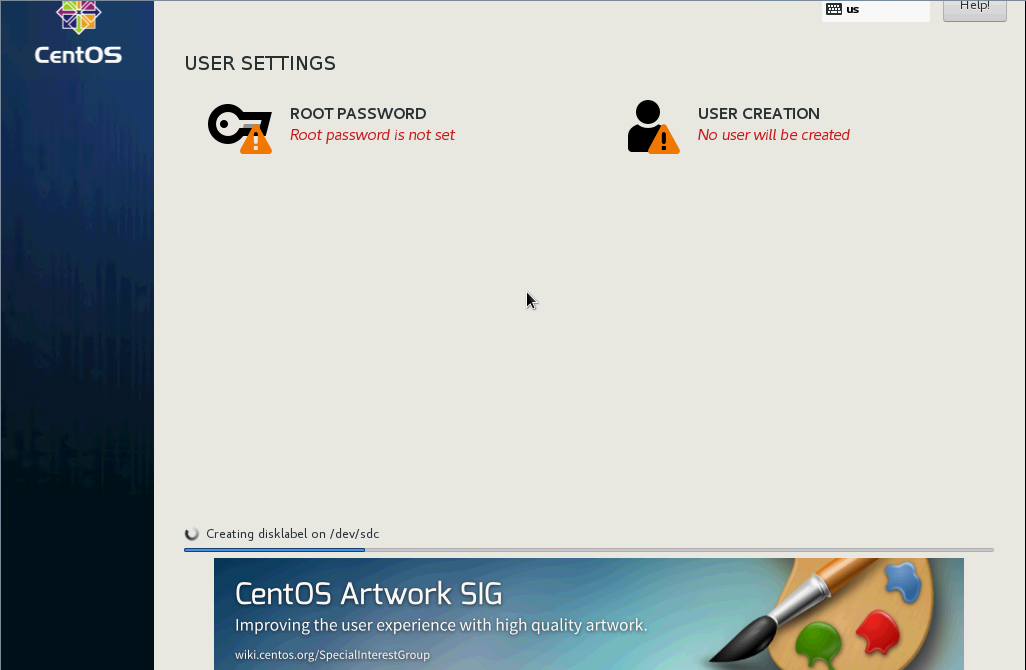 us
Help!
CentOS
USER SETTINGS
ROOT PASSWORD
Root password is not set
USER CREATION
No user will be created
Creating disklabel on /dev/sdc
CentOS Artwork SIG
Improving the user experience with high quality artwork.
wiki.centos.org/SpecialInterestGroup